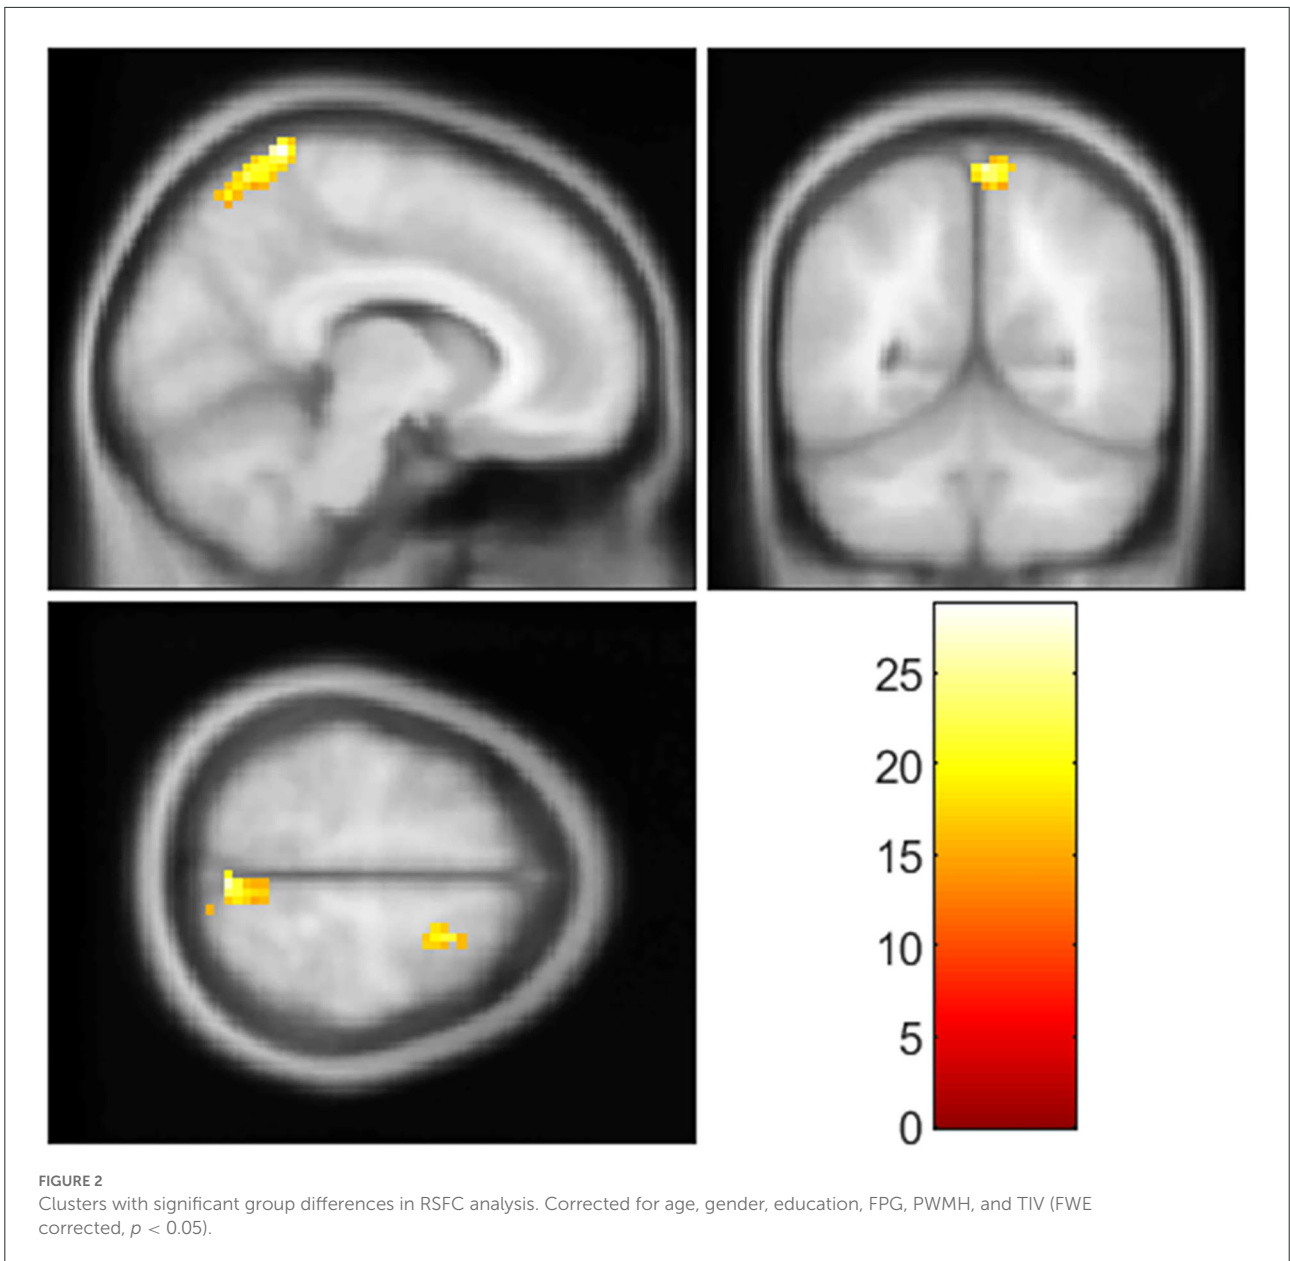 25
20
15
10
5
0
FIGURE 2
Clusters with significant group differences in RSFC analysis. Corrected for age, gender, education, FPG, PWMH, and TIV (FWE
corrected, p < 0.05).